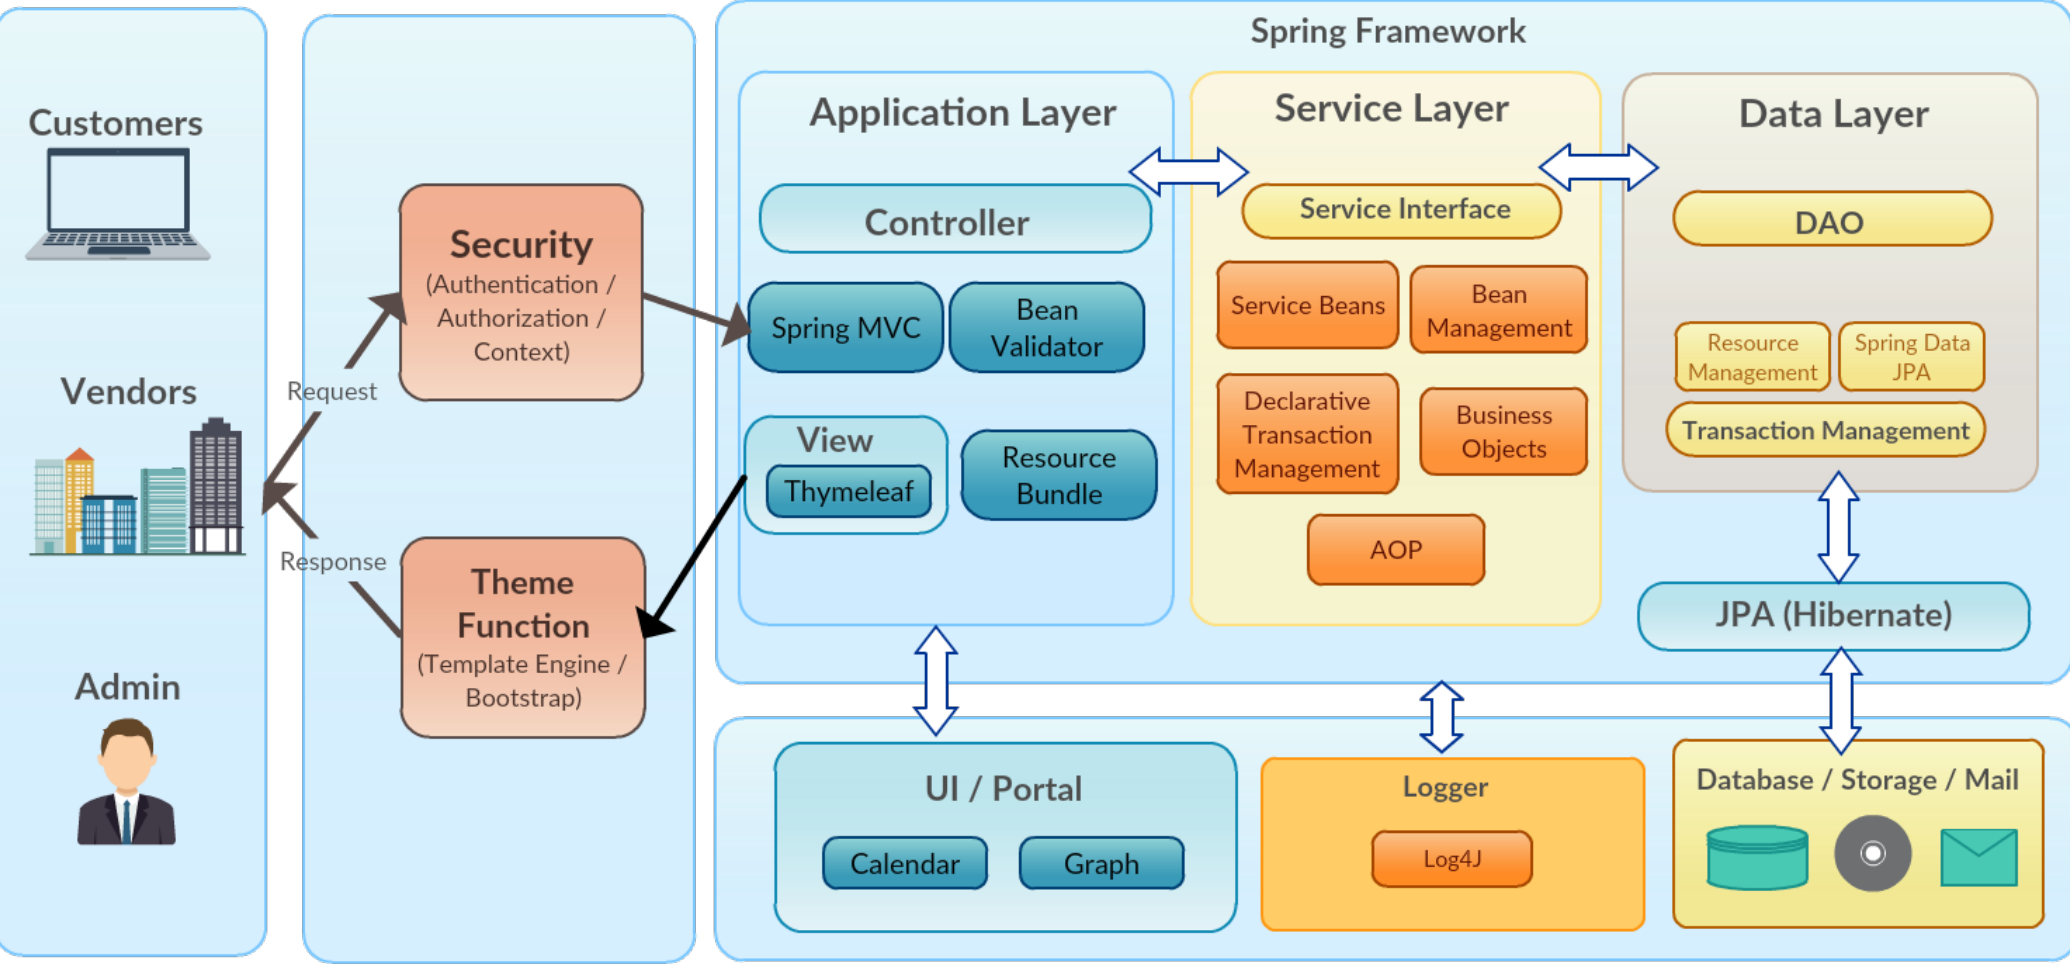 Customers
Vendors
Admin
Request
Response
Security
(Authentication /
Authorization /
Context)
Theme
Function
(Template Engine /
Bootstrap)
Spring Framework
Application Layer
Controller
Spring MVC
Bean
Validator
View
Thymeleaf
Resource
Bundle
Service Layer
Service Interface
Service Beans
Bean
Management
Declarative
Transaction
Management
Business
Objects
AOP
Data Layer
DAO
Resource
Management
Spring Data
JPA
Transaction Management
JPA (Hibernate)
UI / Portal
Calendar
Graph
Logger
Log4J
Database / Storage / Mail